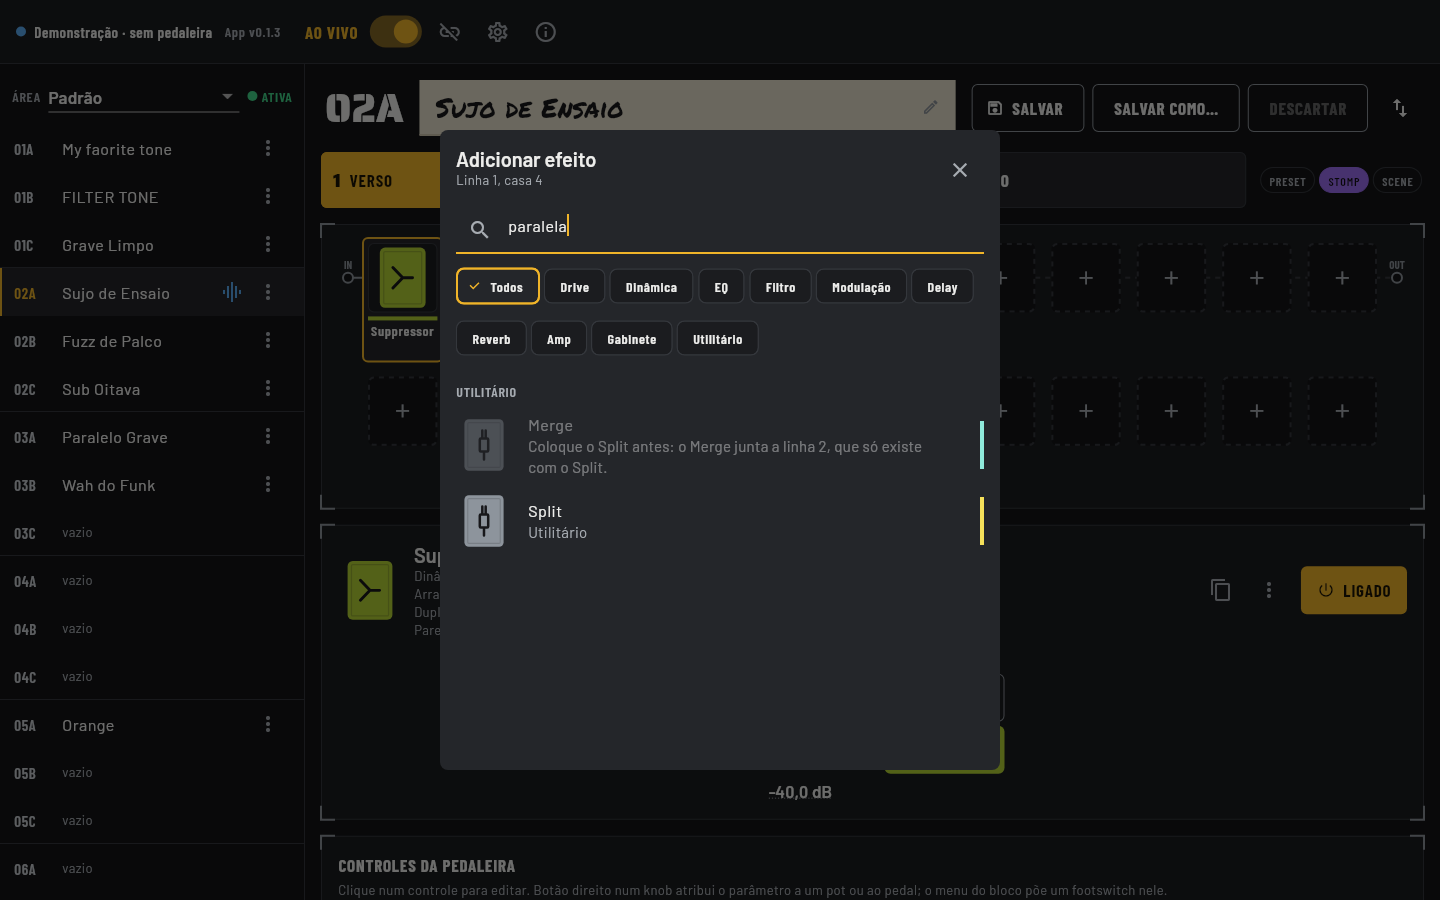 Demonstração · sem pedaleira App v0.1.3 AO VIVO
ÁREA Padrão ATIVA
01A My faorite tone
01B FILTER TONE
01C Grave Limpo
02A Sujo de Ensaio
02B Fuzz de Palco
02C Sub Oitava
03A Paralelo Grave
03B Wah do Funk
03C vazio
04A vazio
04B vazio
04C vazio
05A Orange
05B vazio
05C vazio
06A vazio
02A Sujo de Ensaio SALVAR SALVAR COMO... DESCARTAR
1 VERSO
PRESET STOMP SCENE
IN
Suppressor
OUT
Adicionar efeito
Linha 1, casa 4
paralela
Todos Drive Dinâmica EQ Filtro Modulação Delay
Reverb Amp Gabinete Utilitário
UTILITÁRIO
Merge
Coloque o Split antes: o Merge junta a linha 2, que só existe
com o Split.
Split
Utilitário
LIGADO
-40,0 dB
CONTROLES DA PEDALEIRA
Clique num controle para editar. Botão direito num knob atribui o parâmetro a um pot ou ao pedal; o menu do bloco põe um footswitch nele.